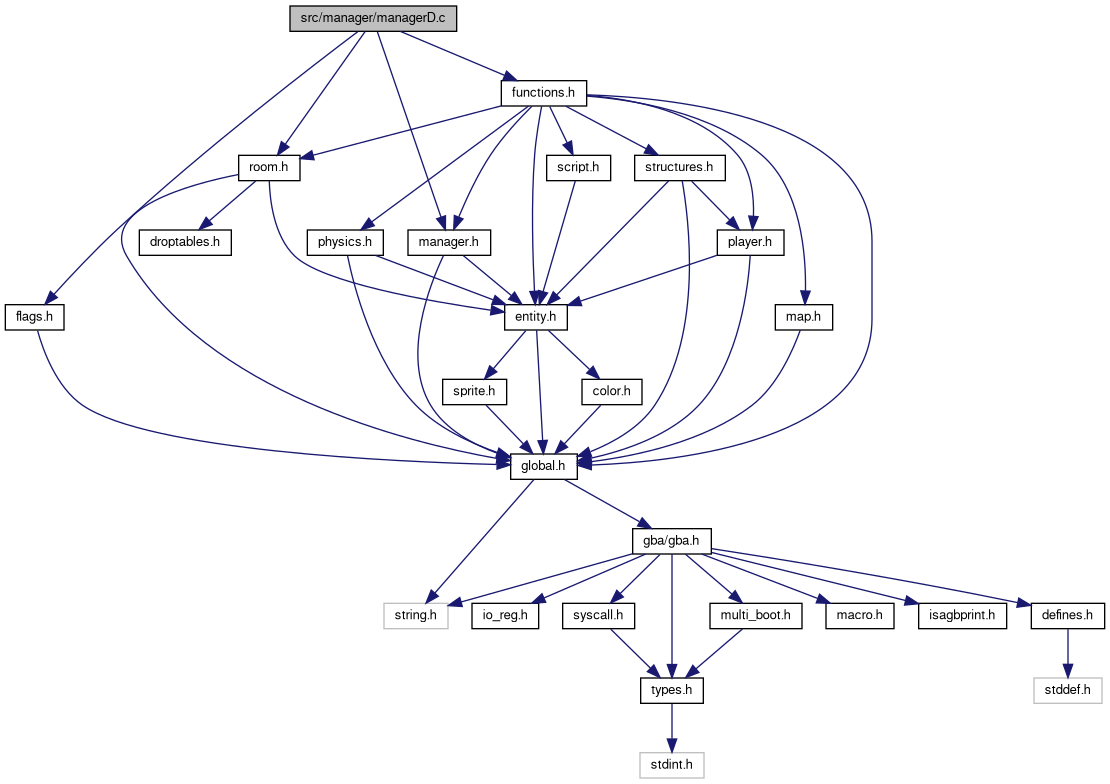 src/manager/managerD.c
functions.h
room.h
script.h
structures.h
droptables.h
physics.h
manager.h
player.h
flags.h
entity.h
map.h
sprite.h
color.h
global.h
gba/gba.h
string.h
io_reg.h
syscall.h
multi_boot.h
macro.h
isagbprint.h
defines.h
types.h
stddef.h
stdint.h